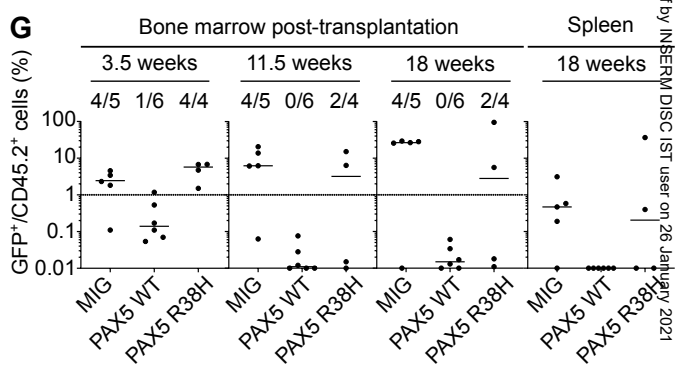 G
Bone marrow post-transplantation
Spleen
3.5 weeks
11.5 weeks
18 weeks
18 weeks
4/5 1/6 4/4
4/5 0/6 2/4
4/5 0/6 2/4
GFP+/CD45.2+ cells (%)
100
10
1
0.1
0.01
MIG
PAX5 WT
PAX5 R38H
MIG
PAX5 WT
PAX5 R38H
MIG
PAX5 WT
PAX5 R38H
MIG
PAX5 WT
PAX5 R38H
by INSERM DISC IST user on 26 January 2021